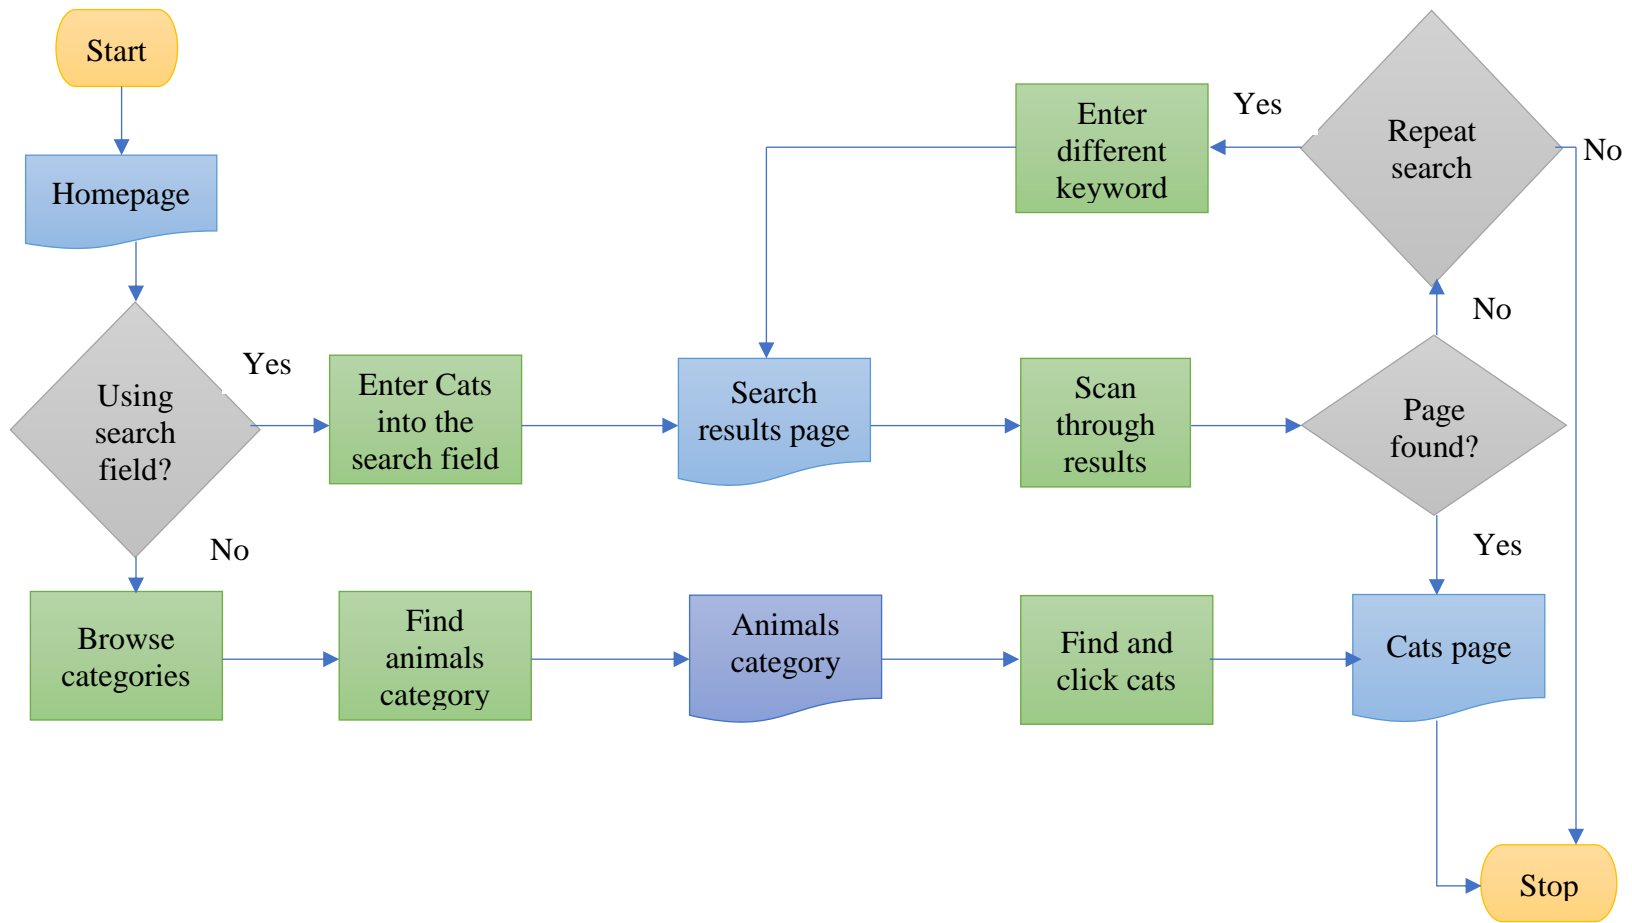 Start
Homepage
Using
search
field?
Yes
No
Enter Cats
into the
search field
Search
results page
Scan
through
results
Page
found?
No
Yes
Repeat
search
Yes
No
Enter
different
keyword
Browse
categories
Find
animals
category
Animals
category
Find and
click cats
Cats page
Stop